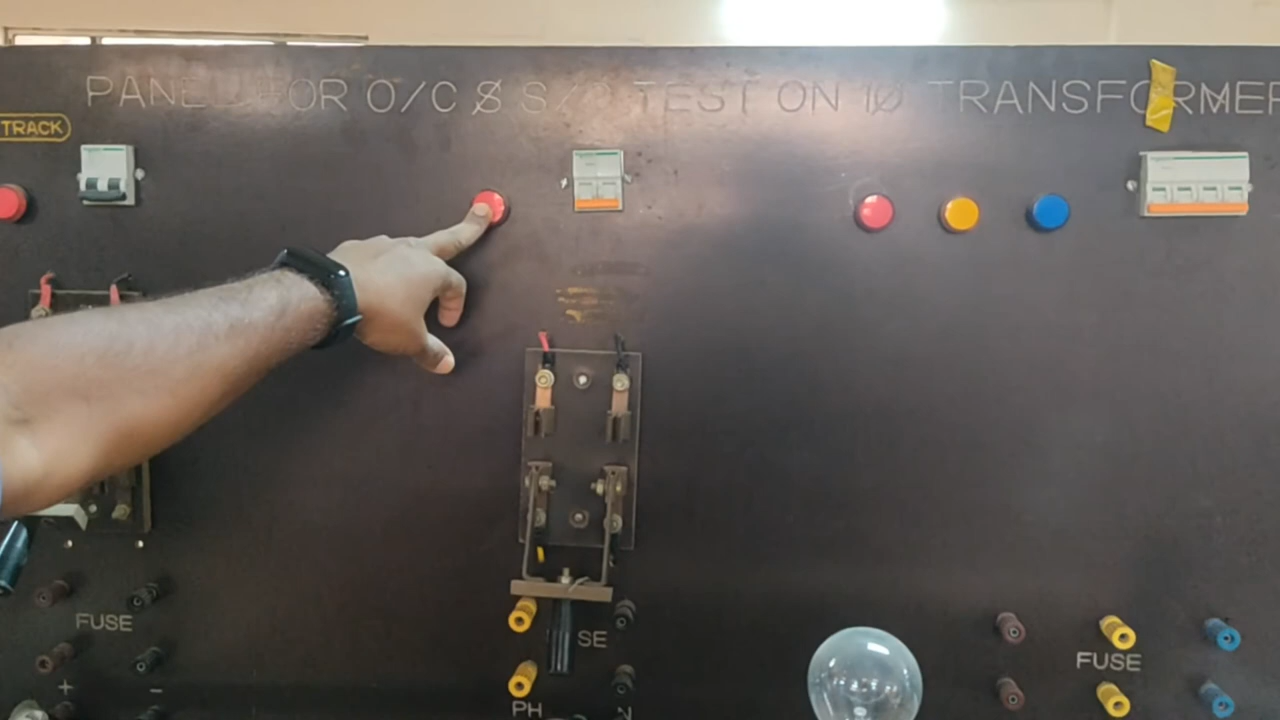 PANEL FOR O/C & S/C TEST ON 1Ø TRANSFORMER
TRACK
FUSE
SE
FUSE
+ -
PH
N